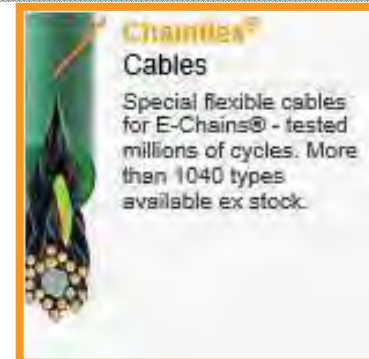 Chainflex®
Cables
Special flexible cables
for E-Chains® - tested
millions of cycles. More
than 1040 types
available ex stock.